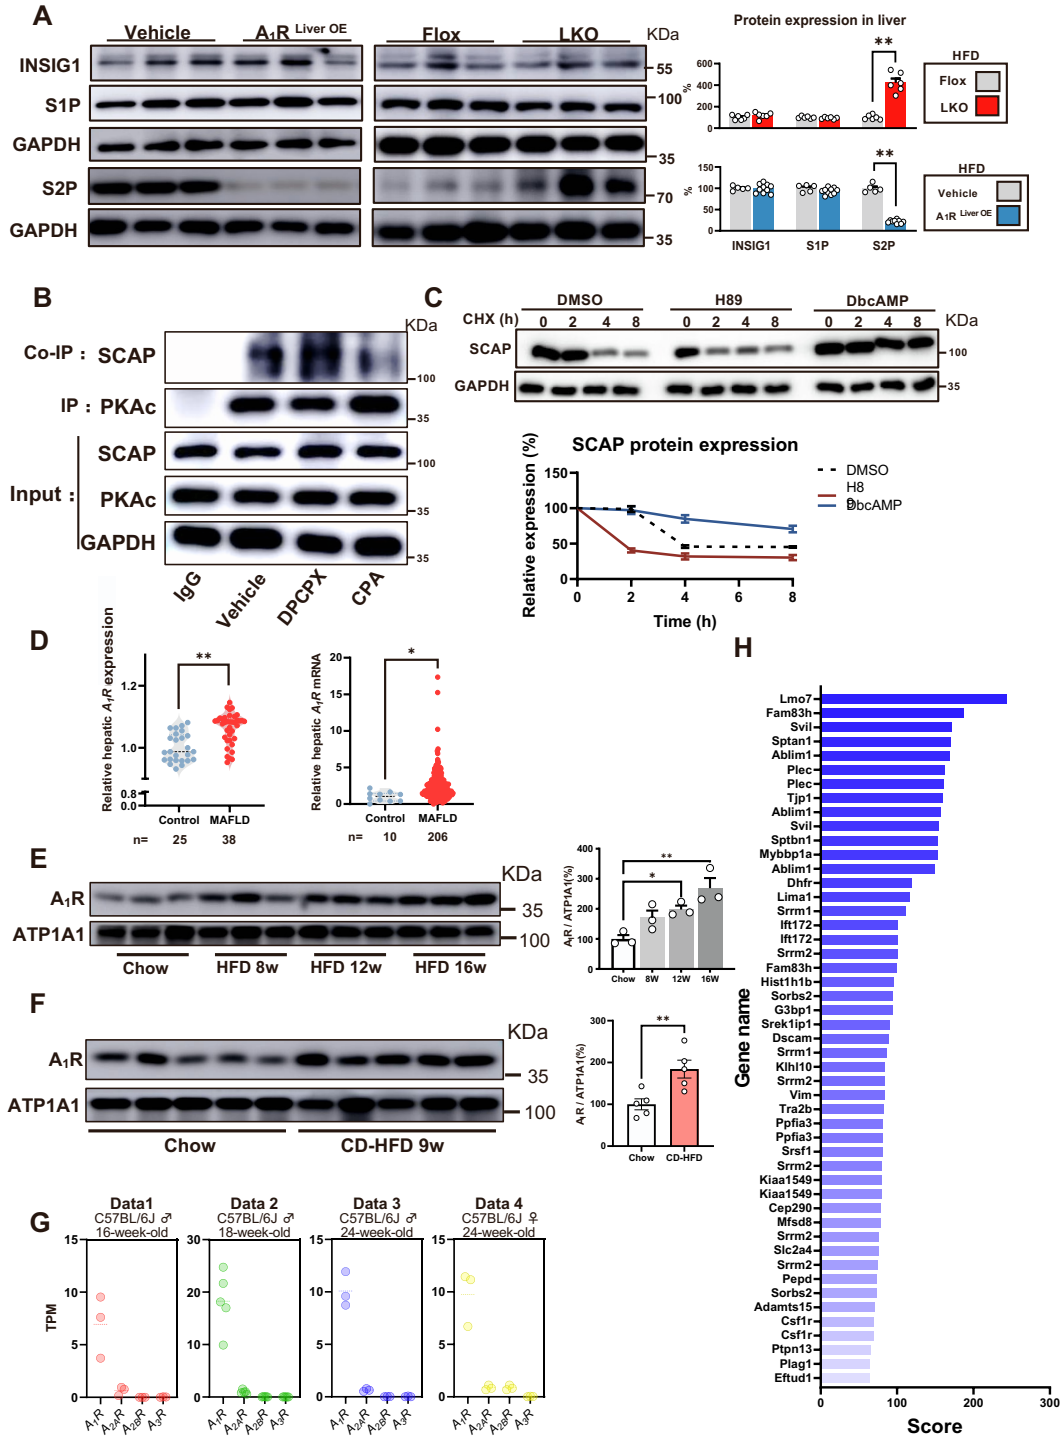 A
Vehicle
A1R Liver OE
Flox
LKO
KDa
INSIG1
55
S1P
100
GAPDH
35
S2P
70
GAPDH
35
Protein expression in liver
600
400
200
0
%
**
HFD
Flox
LKO
150
100
50
0
%
**
HFD
Vehicle
A1R Liver OE
INSIG1 S1P S2P
B
KDa
Co-IP : SCAP
100
IP : PKAc
35
Input :
SCAP
100
PKAc
35
GAPDH
35
IgG
Vehicle
DPCPX
CPA
C
DMSO H89 DbcAMP
CHX (h) 0 2 4 8 0 2 4 8 0 2 4 8 KDa
SCAP
100
GAPDH
35
SCAP protein expression
Relative expression (%)
150
100
50
0
0 2 4 8
Time (h)
DMSO
H8
9
DbcAMP
D
Relative hepatic A1R expression
1.2
1.0
0.8
0.0
**
Control MAFLD
n= 25 38
Relative hepatic A1R mRNA
20
15
10
5
0
*
Control MAFLD
n= 10 206
E
KDa
A1R
35
ATP1A1
100
Chow HFD 8w HFD 12w HFD 16w
A1R / ATP1A1(%)
400
300
200
100
0
**
*
Chow 8W 12W 16W
F
KDa
A1R
35
ATP1A1
100
Chow CD-HFD 9w
A1R / ATP1A1(%)
300
200
100
0
**
Chow CD-HFD
G
Data1
C57BL/6J ♂
16-week-old
Data 2
C57BL/6J ♂
18-week-old
Data 3
C57BL/6J ♂
24-week-old
Data 4
C57BL/6J ♀
24-week-old
TPM
15
10
5
0
30
20
10
0
15
10
5
0
15
10
5
0
A1R A2AR A2BR A3R
A1R A2AR A2BR A3R
A1R A2AR A2BR A3R
A1R A2AR A2BR A3R
H
Gene name
Lmo7
Fam83h
Svil
Sptan1
Ablim1
Plec
Plec
Tjp1
Ablim1
Svil
Sptbn1
Mybbp1a
Ablim1
Dhfr
Lima1
Srrm1
Ift172
Ift172
Srrm2
Fam83h
Hist1h1b
Sorbs2
G3bp1
Srek1ip1
Dscam
Srrm1
Klhl10
Srrm2
Vim
Tra2b
Ppfia3
Ppfia3
Srsf1
Srrm2
Kiaa1549
Kiaa1549
Cep290
Mfsd8
Srrm2
Slc2a4
Srrm2
Pepd
Sorbs2
Adamts15
Csf1r
Csf1r
Ptpn13
Plag1
Eftud1
0 100 200 300
Score